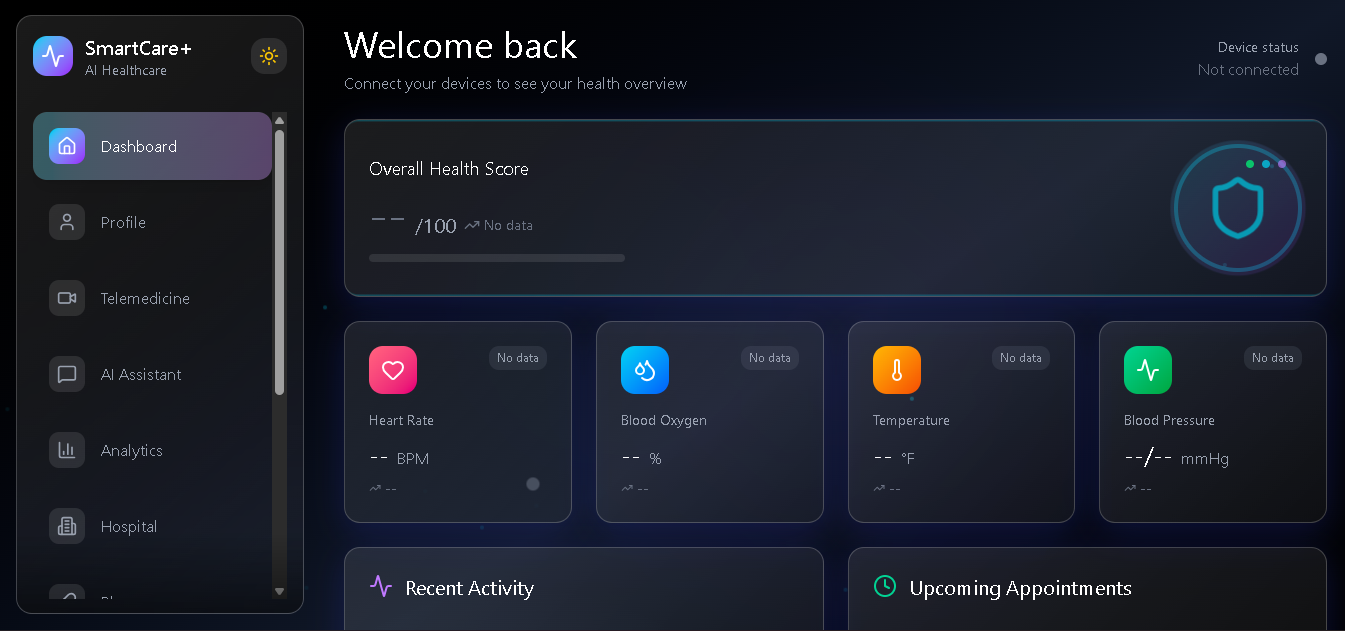 SmartCare+
AI Healthcare
Dashboard
Profile
Telemedicine
AI Assistant
Analytics
Hospital
Welcome back
Connect your devices to see your health overview
Device status
Not connected
Overall Health Score
-- /100 No data
No data
Heart Rate
-- BPM
--
No data
Blood Oxygen
-- %
--
No data
Temperature
-- °F
--
No data
Blood Pressure
--/-- mmHg
--
Recent Activity
Upcoming Appointments